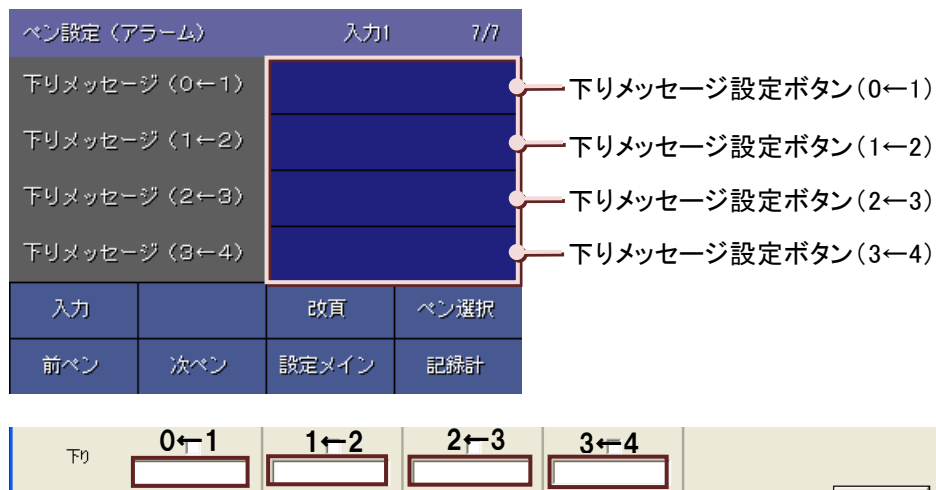 ペン設定（アラーム） 入力1 7/7
下りメッセージ（0←1） 下りメッセージ設定ボタン（0←1）
下りメッセージ（1←2） 下りメッセージ設定ボタン（1←2）
下りメッセージ（2←3） 下りメッセージ設定ボタン（2←3）
下りメッセージ（3←4） 下りメッセージ設定ボタン（3←4）
入力 改頁 ペン選択
前ペン 次ペン 設定メイン 記録計
下り 0←1 1←2 2←3 3←4